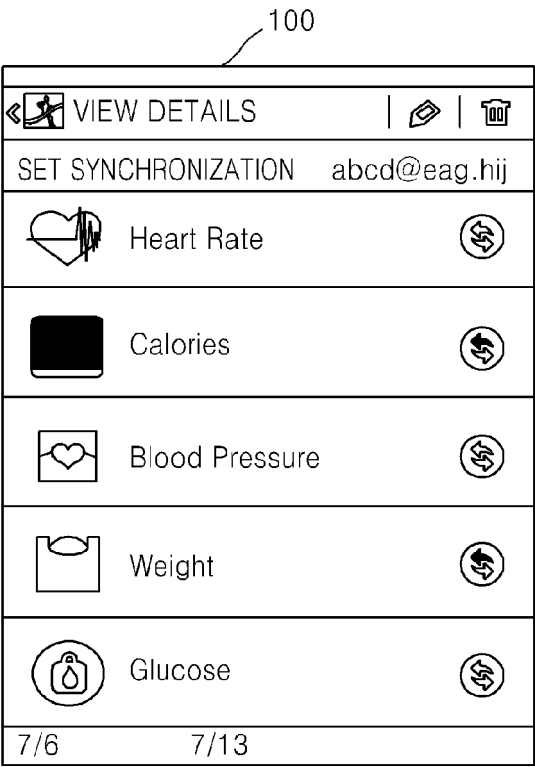 100
VIEW DETAILS
SET SYNCHRONIZATION abcd@eag.hij
Heart Rate
Calories
Blood Pressure
Weight
Glucose
7/6 7/13